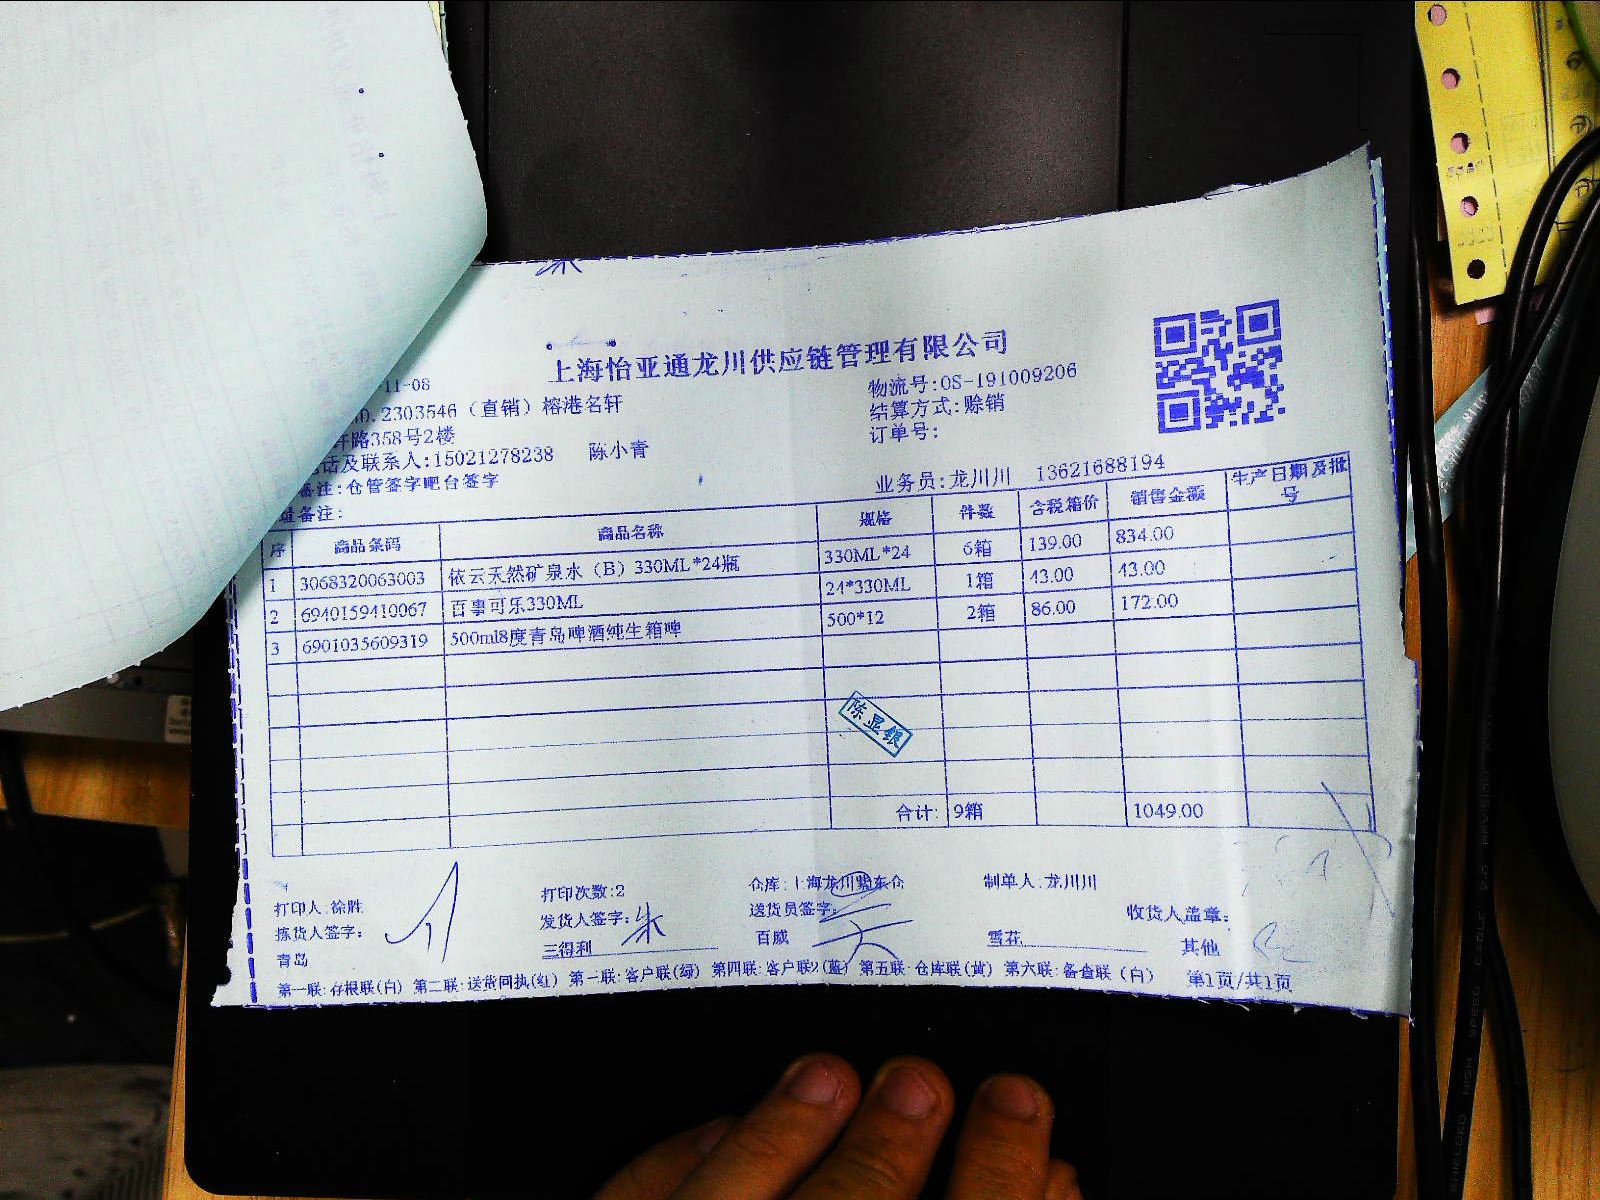 上海怡亚通龙川供应链管理有限公司
-11-08
物流号:OS-191009206
2303546（直销）榕港名轩
结算方式:赊销
路358号2楼
订单号:
话及联系人:15021278238 陈小青
备注:仓管签字吧台签字
业务员:龙川川 13621688194
备注:
序 商品条码 商品名称 规格 件数 含税箱价 销售金额 生产日期及批号
1 3068320063003 依云天然矿泉水（B）330ML*24瓶 330ML*24 6箱 139.00 834.00
2 6940159410067 百事可乐330ML 24*330ML 1箱 43.00 43.00
3 6901035609319 500ml8度青岛啤酒纯生箱啤 500*12 2箱 86.00 172.00
陈显银
合计: 9箱 1049.00
打印人:徐胜 打印次数:2 仓库:上海龙川 东仓 制单人:龙川川
拣货人签字: 发货人签字:朱 送货员签字: 收货人盖章:
青岛 三得利 百威 雪花 其他
第一联:存根联(白) 第二联:送货回执(红) 第一联:客户联(绿) 第四联:客户联2(蓝) 第五联:仓库联(黄) 第六联:备查联(白) 第1页/共1页